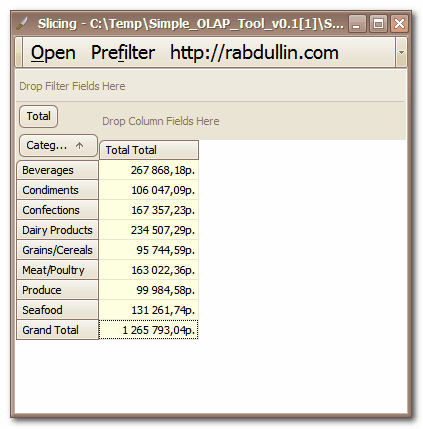 Slicing - C:\Temp\Simple_OLAP_Tool_v0.1[1]\S...
Open Prefilter http://rabdullin.com
Drop Filter Fields Here
Total
Drop Column Fields Here
Categ... Total Total
Beverages 267 868,18р.
Condiments 106 047,09р.
Confections 167 357,23р.
Dairy Products 234 507,29р.
Grains/Cereals 95 744,59р.
Meat/Poultry 163 022,36р.
Produce 99 984,58р.
Seafood 131 261,74р.
Grand Total 1 265 793,04р.